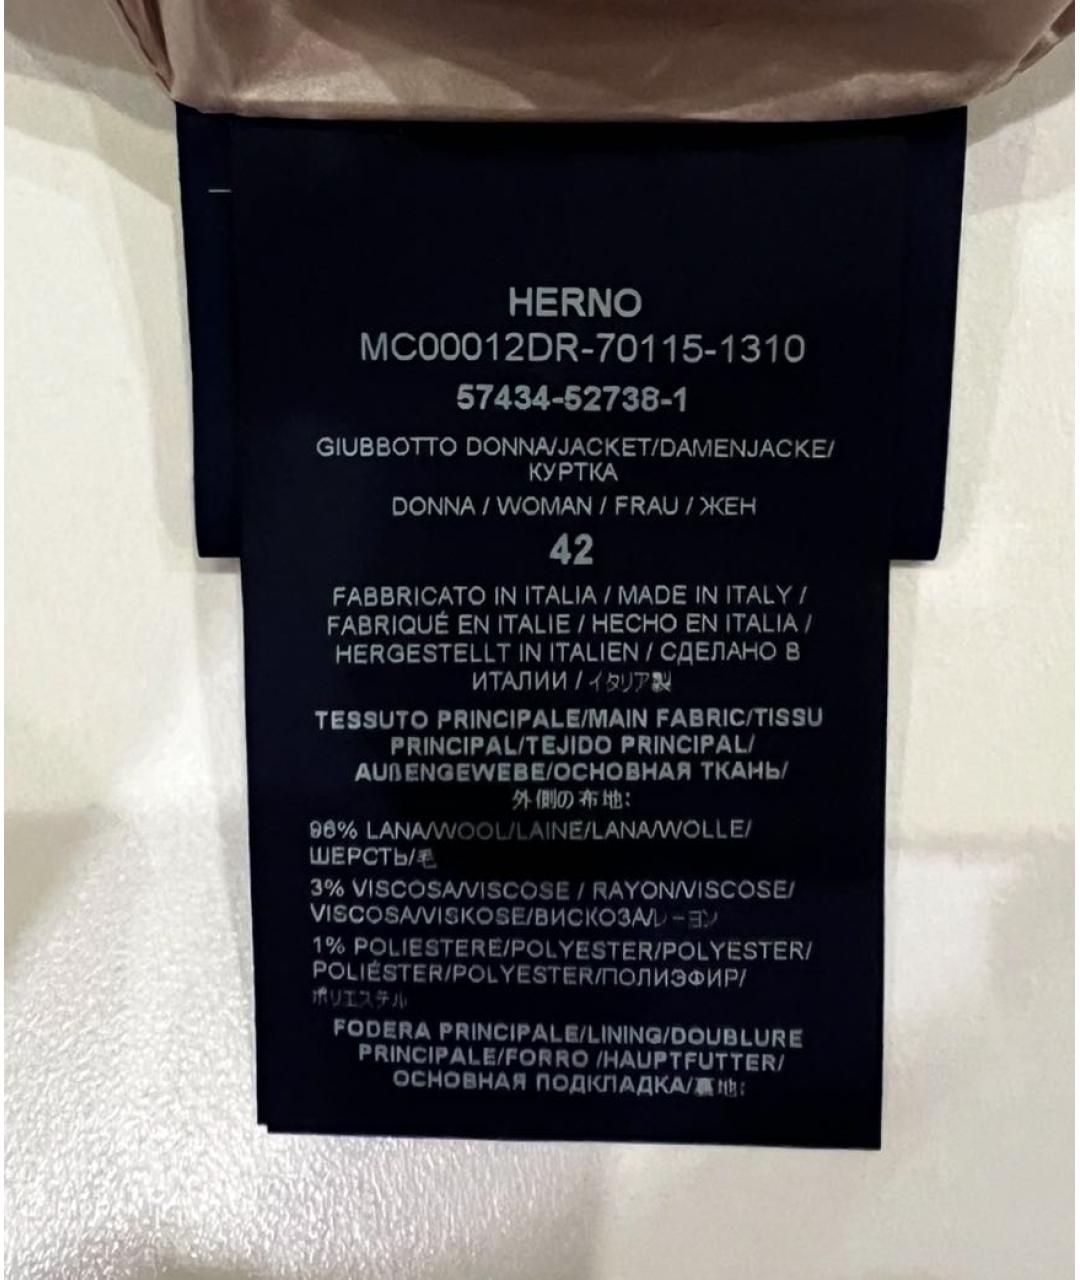 HERNO
MC00012DR-70115-1310
57434-52738-1
GIUBBOTTO DONNA/JACKET/DAMENJACKE/
КУРТКА
DONNA / WOMAN / FRAU / ЖЕН
42
FABBRICATO IN ITALIA / MADE IN ITALY /
FABRIQUÉ EN ITALIE / HECHO EN ITALIA /
HERGESTELLT IN ITALIEN / СДЕЛАНО В
ИТАЛИИ / イタリア製
TESSUTO PRINCIPALE/MAIN FABRIC/TISSU
PRINCIPAL/TEJIDO PRINCIPAL/
AUßENGEWEBE/ОСНОВНАЯ ТКАНЬ/
外側の布地:
96% LANA/WOOL/LAINE/LANA/WOLLE/
ШЕРСТЬ/毛
3% VISCOSA/VISCOSE / RAYON/VISCOSE/
VISCOSA/VISKOSE/ВИСКОЗА/レーヨン
1% POLIESTERE/POLYESTER/POLYESTER/
POLIÉSTER/POLYESTER/ПОЛИЭФИР/
ポリエステル
FODERA PRINCIPALE/LINING/DOUBLURE
PRINCIPALE/FORRO /HAUPTFUTTER/
ОСНОВНАЯ ПОДКЛАДКА/裏地: